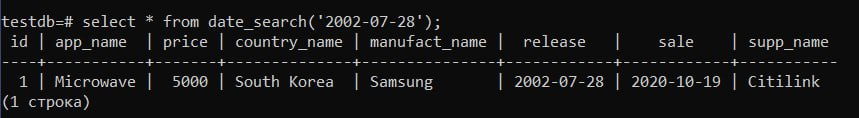 testdb=# select * from date_search('2002-07-28');
 id | app_name  | price | country_name | manufact_name |  release   |    sale    | supp_name
----+-----------+-------+--------------+---------------+------------+------------+-----------
  1 | Microwave |  5000 | South Korea  | Samsung       | 2002-07-28 | 2020-10-19 | Citilink
(1 строка)